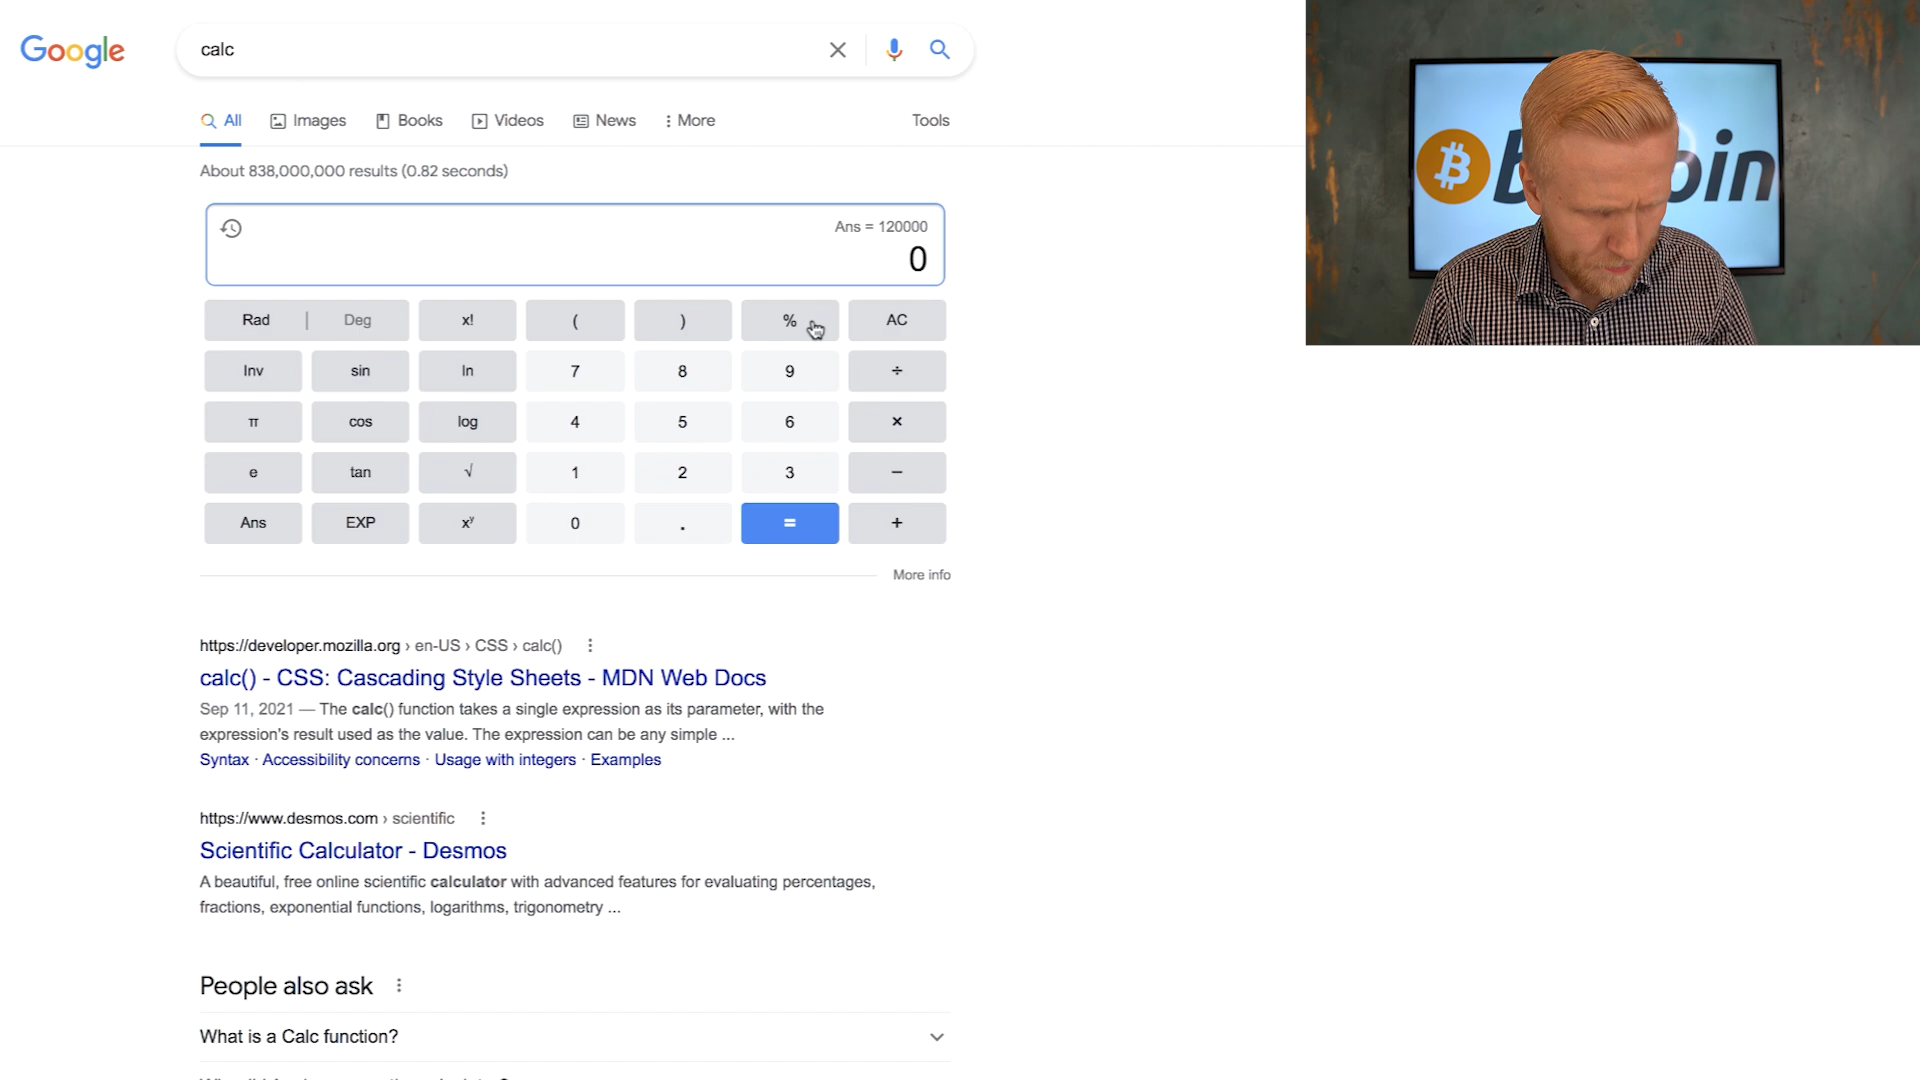 Google
calc
All
Images
Books
Videos
News
More
Tools
About 838,000,000 results (0.82 seconds)
Ans = 120000
0
Rad | Deg x! ( ) % AC
Inv sin ln 7 8 9 ÷
π cos log 4 5 6 ×
e tan √ 1 2 3 −
Ans EXP xʸ 0 . = +
More info
https://developer.mozilla.org › en-US › CSS › calc()
calc() - CSS: Cascading Style Sheets - MDN Web Docs
Sep 11, 2021 — The calc() function takes a single expression as its parameter, with the
expression's result used as the value. The expression can be any simple ...
Syntax · Accessibility concerns · Usage with integers · Examples
https://www.desmos.com › scientific
Scientific Calculator - Desmos
A beautiful, free online scientific calculator with advanced features for evaluating percentages,
fractions, exponential functions, logarithms, trigonometry ...
People also ask
What is a Calc function?